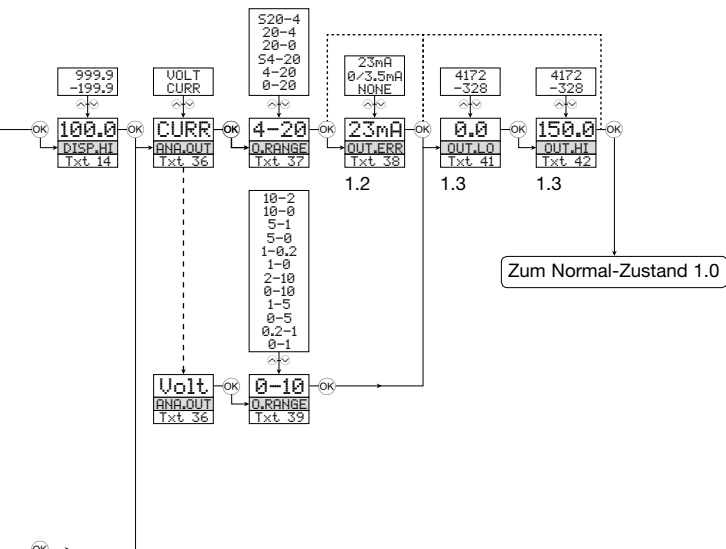 S20-4
20-4
20-0
S4-20
4-20
0-20
999.9
-199.9
VOLT
CURR
23mA
0/3.5mA
NONE
4172
-328
4172
-328
OK
100.0
DISP.HI
Txt 14
OK
CURR
ANA.OUT
Txt 36
OK
4-20
O.RANGE
Txt 37
OK
23mA
OUT.ERR
Txt 38
OK
0.0
OUT.LO
Txt 41
OK
150.0
OUT.HI
Txt 42
OK
1.2
1.3
1.3
10-2
10-0
5-1
5-0
1-0.2
1-0
2-10
0-10
1-5
0-5
0.2-1
0-1
Zum Normal-Zustand 1.0
Volt
ANA.OUT
Txt 36
OK
0-10
O.RANGE
Txt 39
OK
OK